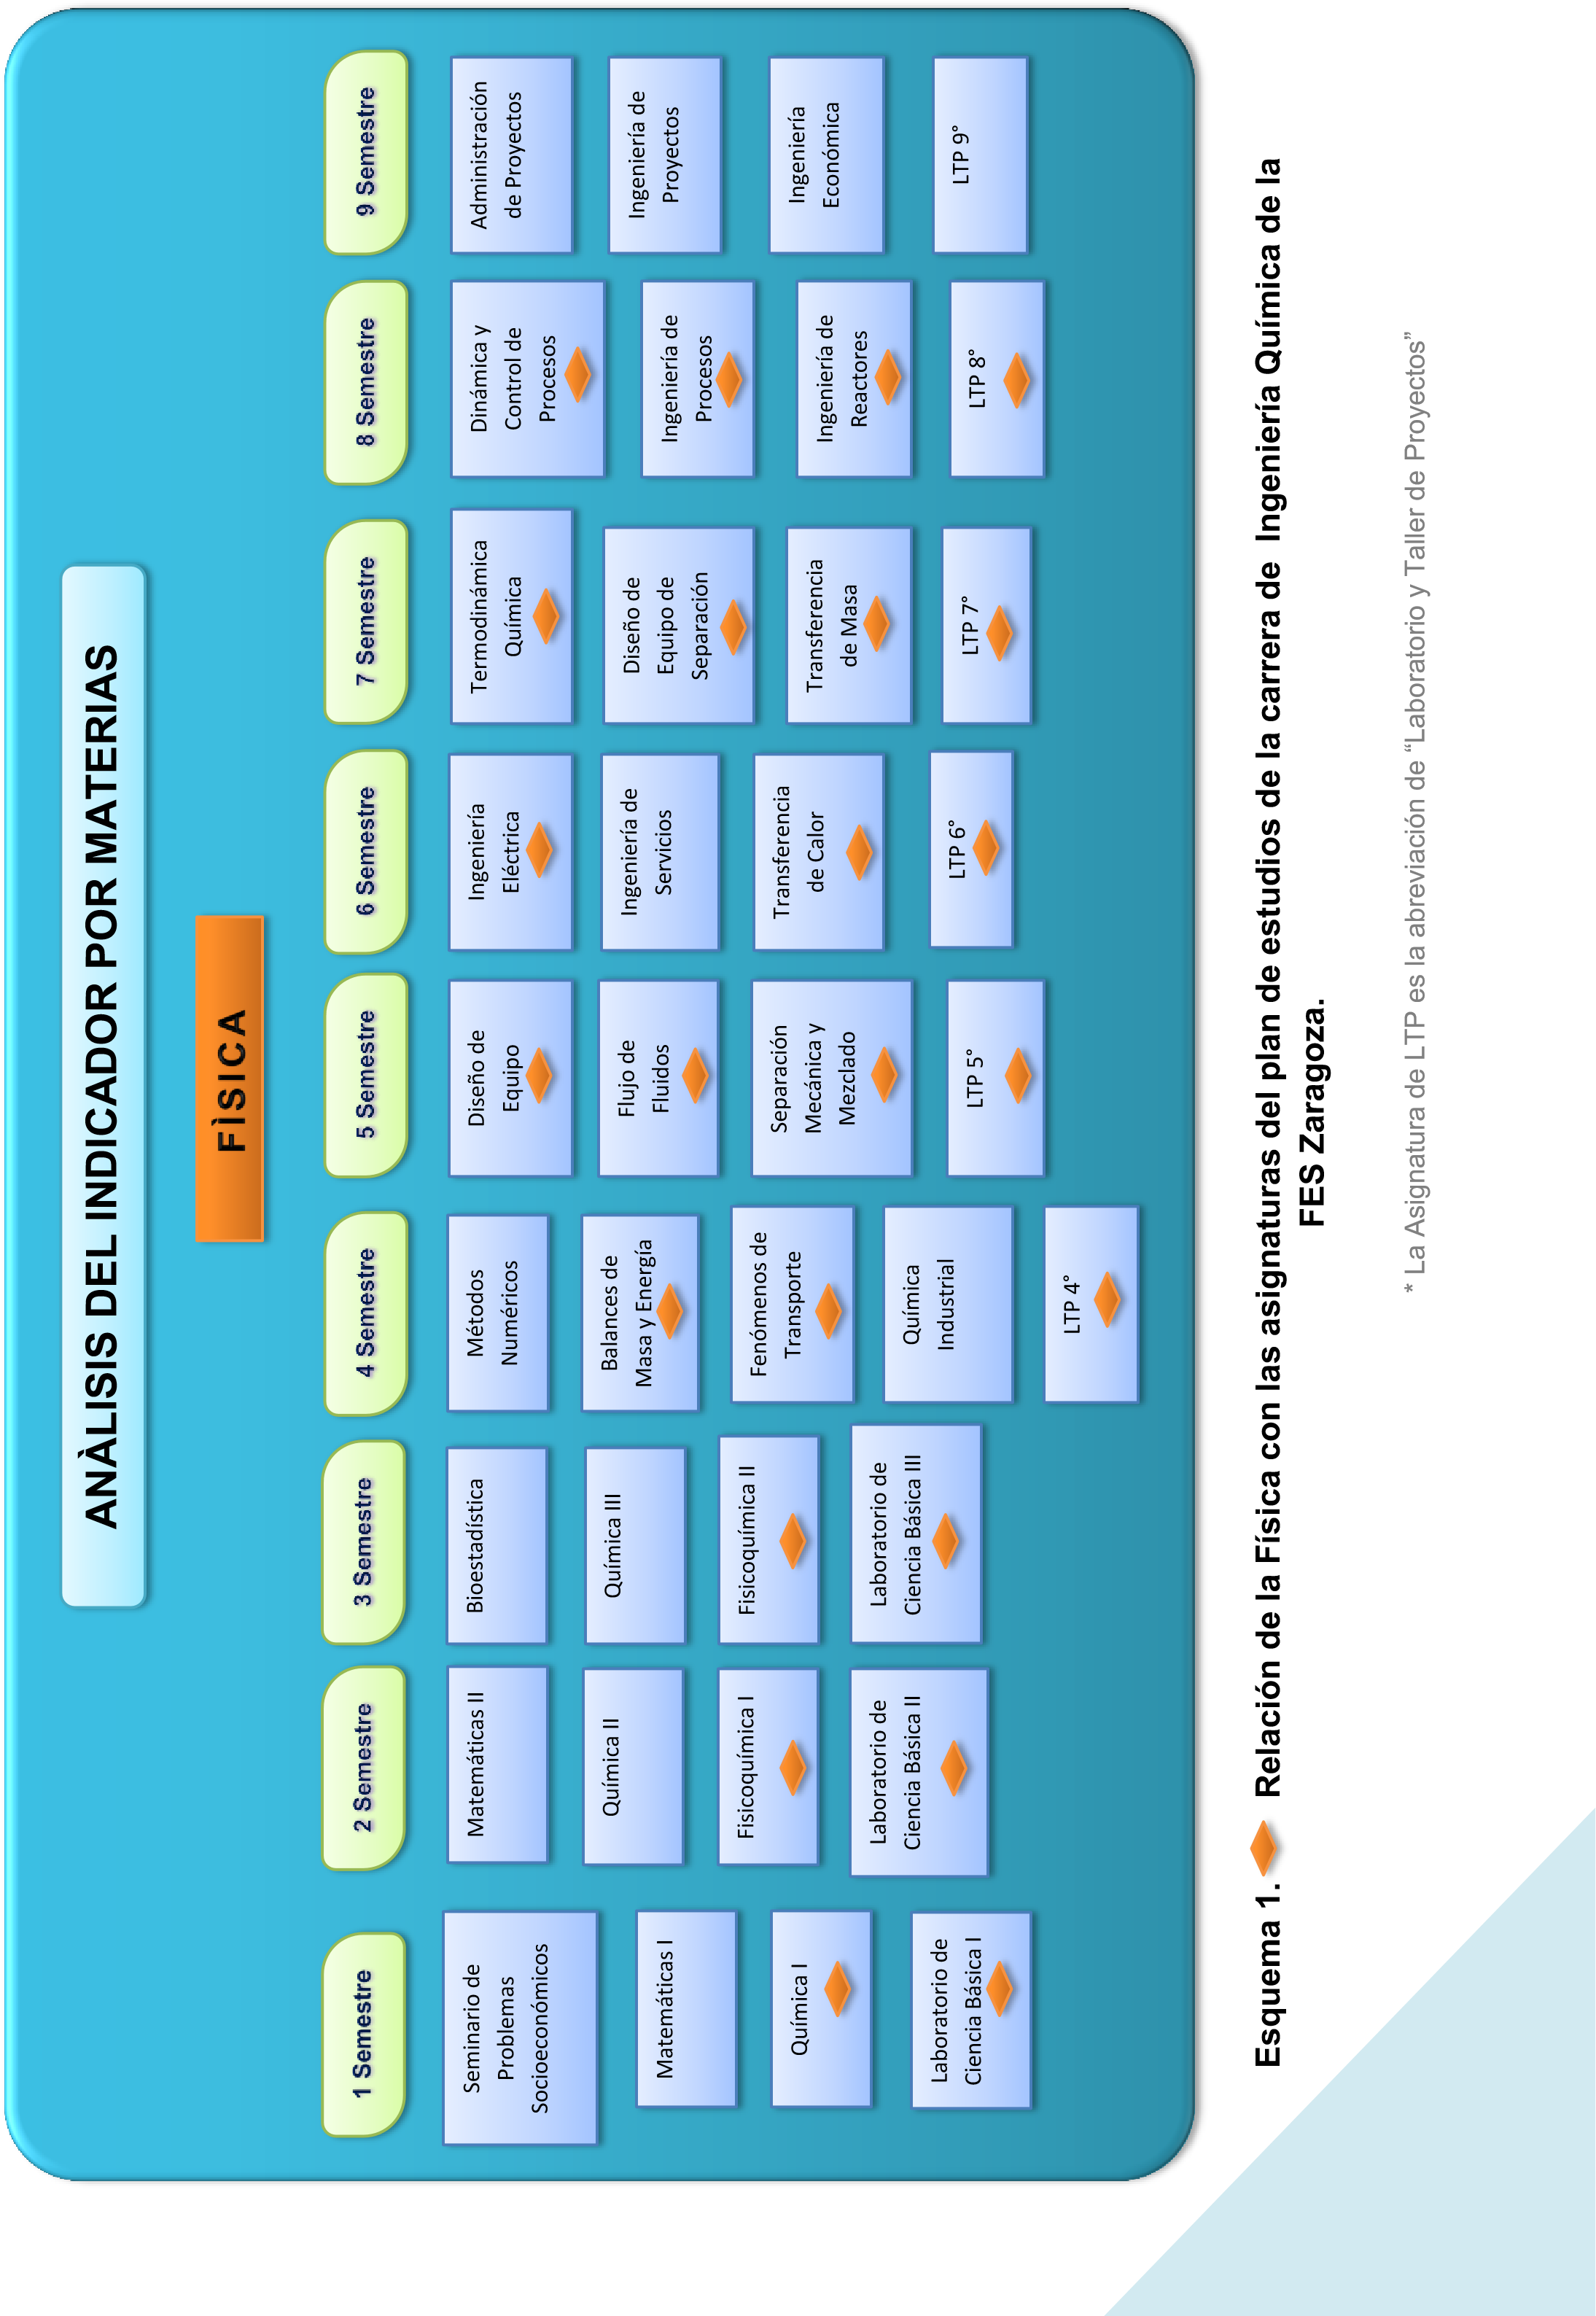 ANÀLISIS DEL INDICADOR POR MATERIAS
FÌSICA
1 Semestre
Seminario de
Problemas
Socioeconómicos
Matemáticas I
Química I
Laboratorio de
Ciencia Básica I
2 Semestre
Matemáticas II
Química II
Fisicoquímica I
Laboratorio de
Ciencia Básica II
3 Semestre
Bioestadística
Química III
Fisicoquímica II
Laboratorio de
Ciencia Básica III
4 Semestre
Métodos
Numéricos
Balances de
Masa y Energía
Fenómenos de
Transporte
Química
Industrial
LTP 4°
5 Semestre
Diseño de
Equipo
Flujo de
Fluidos
Separación
Mecánica y
Mezclado
LTP 5°
6 Semestre
Ingeniería
Eléctrica
Ingeniería de
Servicios
Transferencia
de Calor
LTP 6°
7 Semestre
Termodinámica
Química
Diseño de
Equipo de
Separación
Transferencia
de Masa
LTP 7°
8 Semestre
Dinámica y
Control de
Procesos
Ingeniería de
Procesos
Ingeniería de
Reactores
LTP 8°
9 Semestre
Administración
de Proyectos
Ingeniería de
Proyectos
Ingeniería
Económica
LTP 9°
Esquema 1. Relación de la Física con las asignaturas del plan de estudios de la carrera de Ingeniería Química de la
FES Zaragoza.
* La Asignatura de LTP es la abreviación de “Laboratorio y Taller de Proyectos”